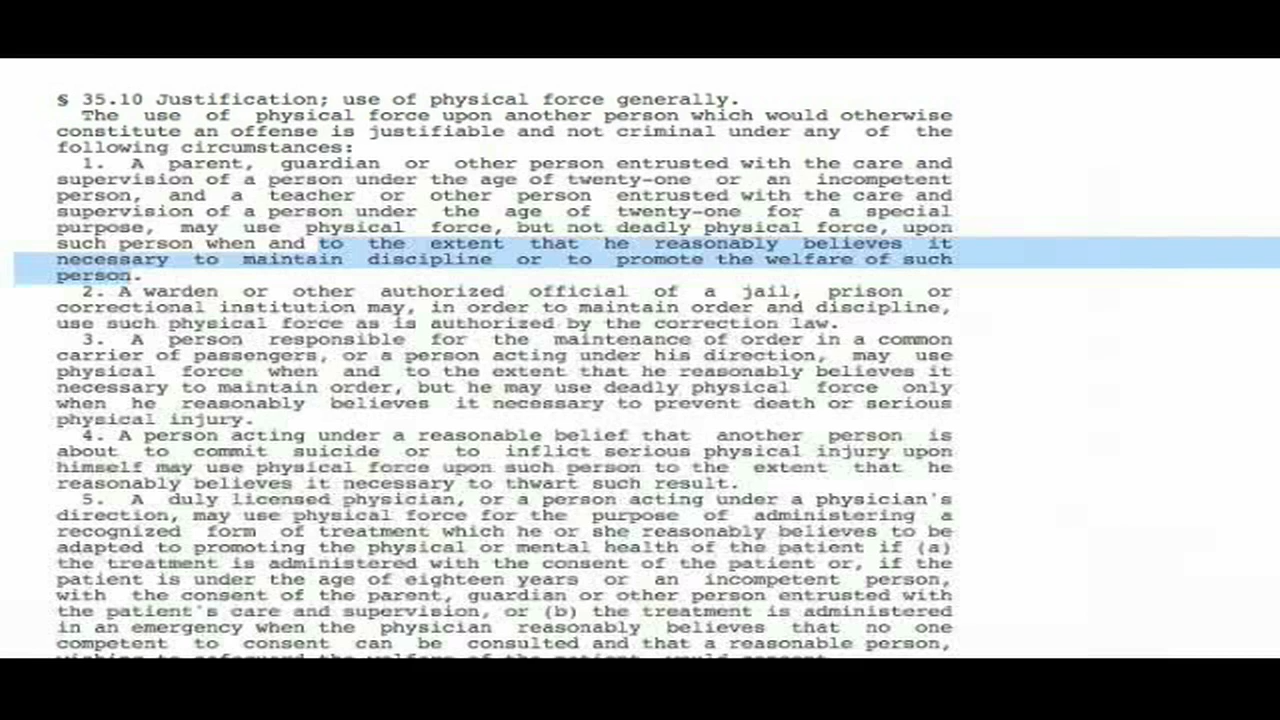 § 35.10 Justification; use of physical force generally.
The use of physical force upon another person which would otherwise
constitute an offense is justifiable and not criminal under any of the
following circumstances:
1. A parent, guardian or other person entrusted with the care and
supervision of a person under the age of twenty-one or an incompetent
person, and a teacher or other person entrusted with the care and
supervision of a person under the age of twenty-one for a special
purpose, may use physical force, but not deadly physical force, upon
such person when and to the extent that he reasonably believes it
necessary to maintain discipline or to promote the welfare of such
person.
2. A warden or other authorized official of a jail, prison or
correctional institution may, in order to maintain order and discipline,
use such physical force as is authorized by the correction law.
3. A person responsible for the maintenance of order in a common
carrier of passengers, or a person acting under his direction, may use
physical force when and to the extent that he reasonably believes it
necessary to maintain order, but he may use deadly physical force only
when he reasonably believes it necessary to prevent death or serious
physical injury.
4. A person acting under a reasonable belief that another person is
about to commit suicide or to inflict serious physical injury upon
himself may use physical force upon such person to the extent that he
reasonably believes it necessary to thwart such result.
5. A duly licensed physician, or a person acting under a physician's
direction, may use physical force for the purpose of administering a
recognized form of treatment which he or she reasonably believes to be
adapted to promoting the physical or mental health of the patient if (a)
the treatment is administered with the consent of the patient or, if the
patient is under the age of eighteen years or an incompetent person,
with the consent of the parent, guardian or other person entrusted with
the patient's care and supervision, or (b) the treatment is administered
in an emergency when the physician reasonably believes that no one
competent to consent can be consulted and that a reasonable person,